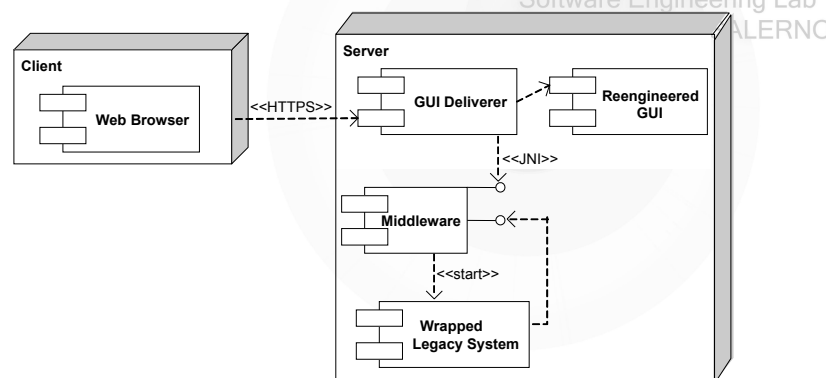 Software Engineering Lab
ALERNO
Server
Client
GUI Deliverer
Reengineered
GUI
<<HTTPS>>
Web Browser
<<JNI>>
Middleware
<<start>>
Wrapped
Legacy System